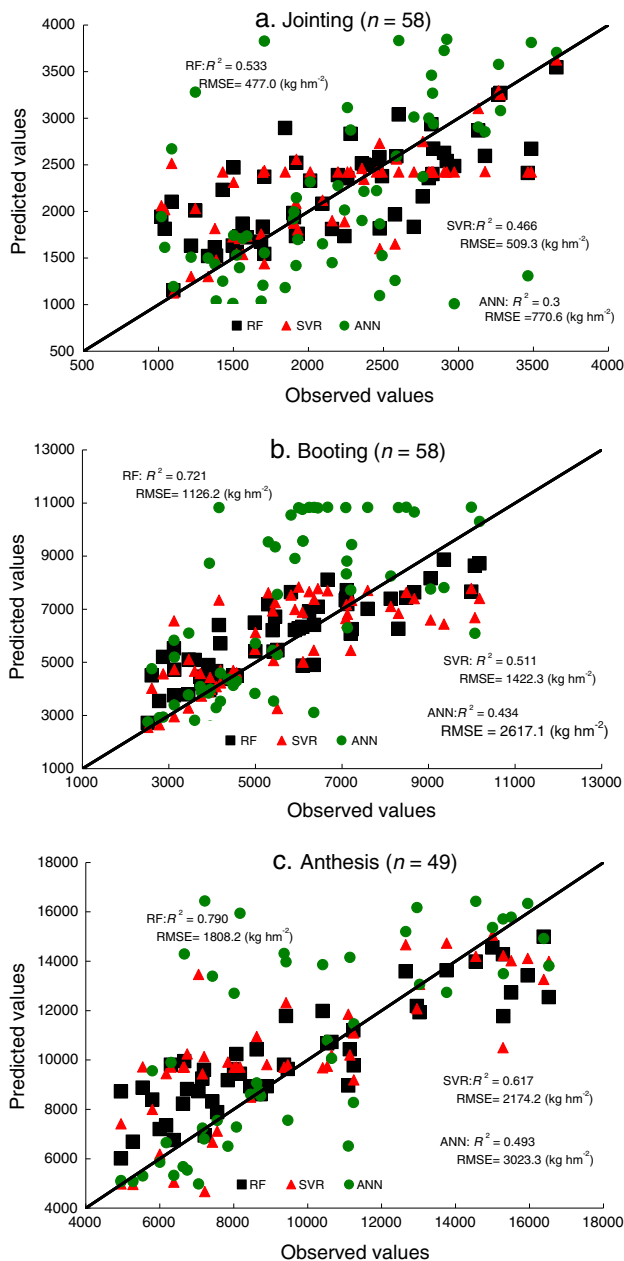 a. Jointing (n = 58)
4000
3500
3000
2500
2000
1500
1000
500
Predicted values
RF:R² = 0.533
RMSE= 477.0 (kg hm⁻²)
SVR:R² = 0.466
RMSE= 509.3 (kg hm⁻²)
ANN: R² = 0.3
RMSE =770.6 (kg hm⁻²)
RF SVR ANN
500 1000 1500 2000 2500 3000 3500 4000
Observed values
b. Booting (n = 58)
13000
11000
9000
7000
5000
3000
1000
Predicted values
RF: R² = 0.721
RMSE= 1126.2 (kg hm⁻²)
SVR: R² = 0.511
RMSE= 1422.3 (kg hm⁻²)
ANN:R² = 0.434
RMSE = 2617.1 (kg hm⁻²)
RF SVR ANN
1000 3000 5000 7000 9000 11000 13000
Observed values
c. Anthesis (n = 49)
18000
16000
14000
12000
10000
8000
6000
4000
Predicted values
RF:R² = 0.790
RMSE= 1808.2 (kg hm⁻²)
SVR:R² = 0.617
RMSE= 2174.2 (kg hm⁻²)
ANN: R² = 0.493
RMSE= 3023.3 (kg hm⁻²)
RF SVR ANN
4000 6000 8000 10000 12000 14000 16000 18000
Observed values